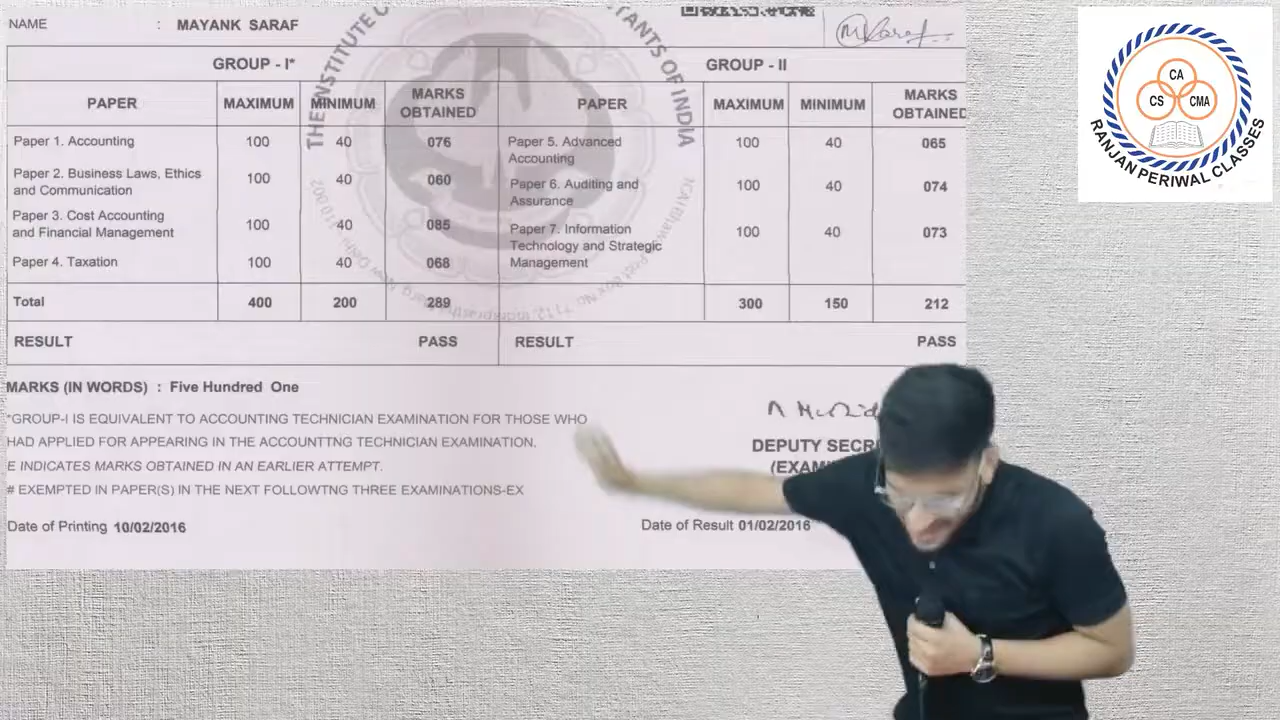 NAME : MAYANK SARAF
GROUP - I GROUP - II
PAPER MAXIMUM MINIMUM MARKS OBTAINED PAPER MAXIMUM MINIMUM MARKS OBTAINED
Paper 1. Accounting 100 40 076 Paper 5. Advanced Accounting 100 40 065
Paper 2. Business Laws, Ethics and Communication 100 40 060 Paper 6. Auditing and Assurance 100 40 074
Paper 3. Cost Accounting and Financial Management 100 40 085 Paper 7. Information Technology and Strategic Management 100 40 073
Paper 4. Taxation 100 40 068
Total 400 200 289 300 150 212
RESULT PASS RESULT PASS
MARKS (IN WORDS) : Five Hundred One
*GROUP-I IS EQUIVALENT TO ACCOUNTING TECHNICIAN EXAMINATION FOR THESE WHO
HAD APPLIED FOR APPEARING IN THE ACCOUNTING TECHNICIAN EXAMINATION.
E INDICATES MARKS OBTAINED IN AN EARLIER ATTEMPT.
# EXEMPTED IN PAPER(S) IN THE NEXT FOLLOWTNG THREE EXAMINATIONS-EX
DEPUTY SECR
(EXAM
Date of Printing 10/02/2016 Date of Result 01/02/2016
THE INSTITUTE O
TANTS OF INDIA
CA
CS CMA
RANJAN PERIWAL CLASSES